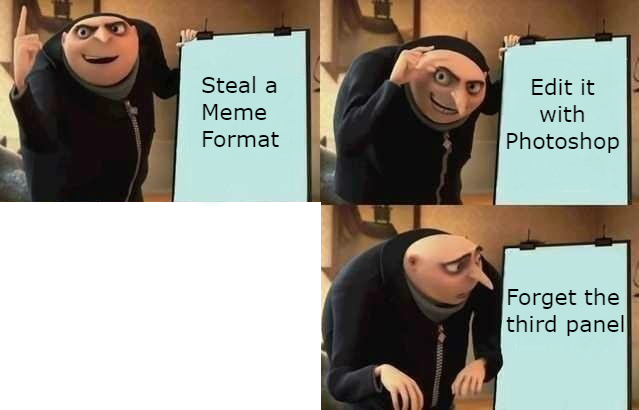 Steal a
Meme
Format
Edit it
with
Photoshop
Forget the
third panel